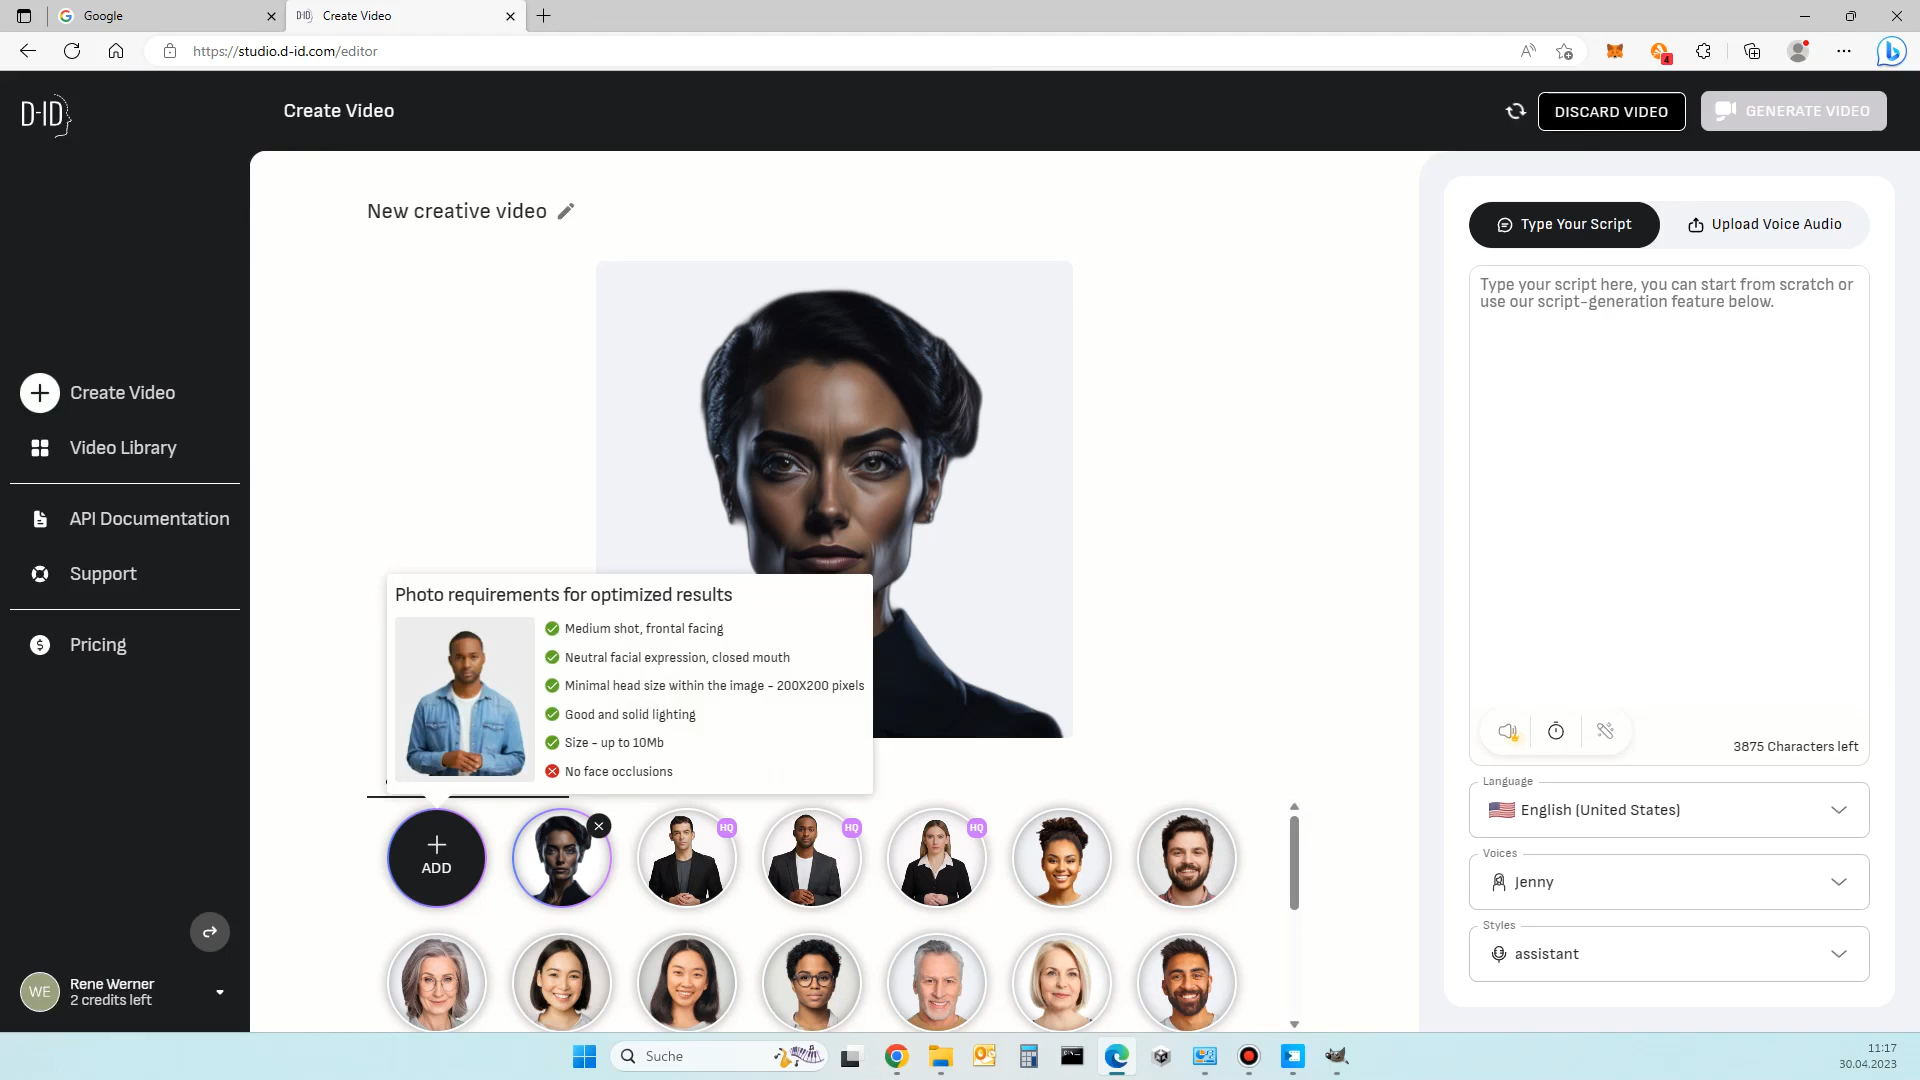 Google
Create Video
https://studio.d-id.com/editor
4
D-ID
Create Video
DISCARD VIDEO
GENERATE VIDEO
New creative video
Type Your Script
Upload Voice Audio
Type your script here, you can start from scratch or
use our script-generation feature below.
Create Video
Video Library
API Documentation
Support
Pricing
Photo requirements for optimized results
Medium shot, frontal facing
Neutral facial expression, closed mouth
Minimal head size within the image - 200X200 pixels
Good and solid lighting
Size - up to 10Mb
No face occlusions
3875 Characters left
Language
English (United States)
Voices
Jenny
Styles
assistant
ADD
HQ
HQ
HQ
WE
Rene Werner
2 credits left
Suche
11:17
30.04.2023